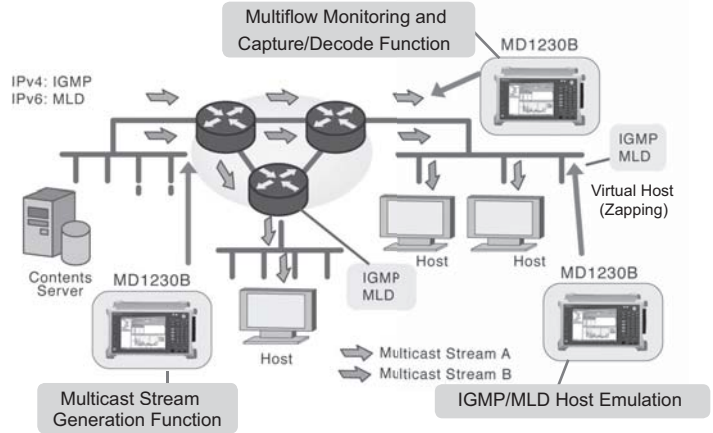 Multiflow Monitoring and
Capture/Decode Function
MD1230B
IPv4: IGMP
IPv6: MLD
IGMP
MLD
Virtual Host
(Zapping)
Contents
Server
MD1230B
IGMP
MLD
Host
Host
MD1230B
Host
Multicast Stream A
Multicast Stream B
Multicast Stream
Generation Function
IGMP/MLD Host Emulation